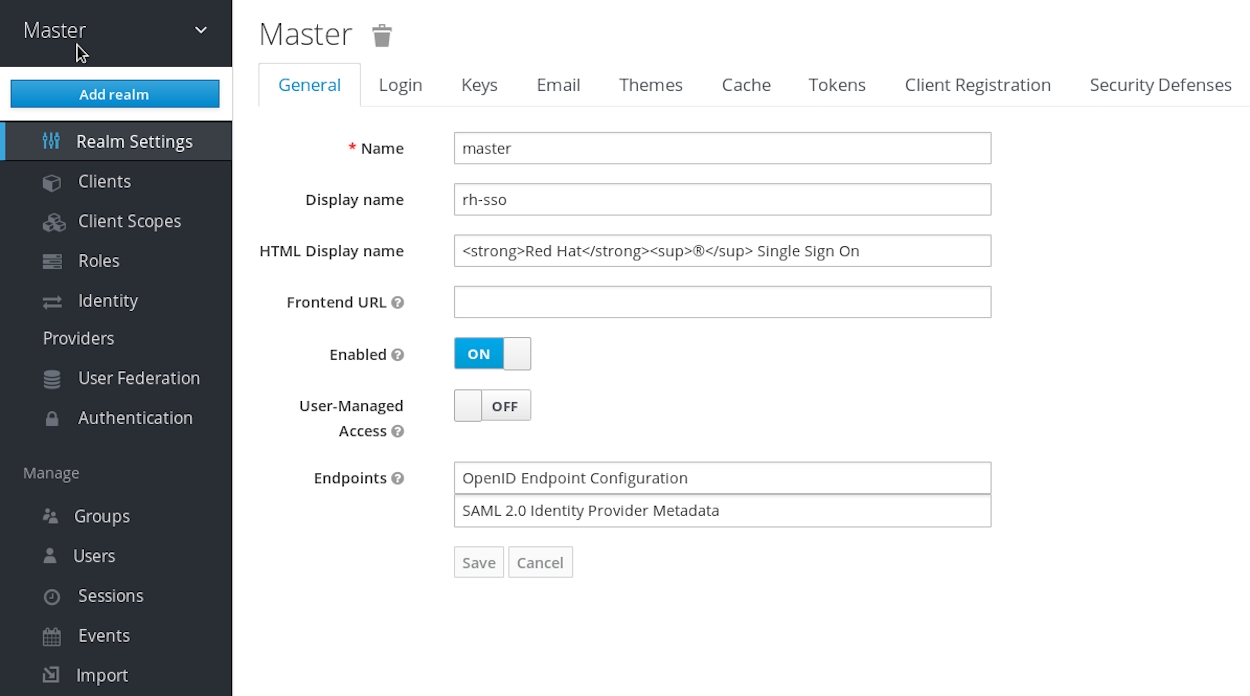 Master
Add realm
Realm Settings
Clients
Client Scopes
Roles
Identity
Providers
User Federation
Authentication
Manage
Groups
Users
Sessions
Events
Import
Master
General Login Keys Email Themes Cache Tokens Client Registration Security Defenses
* Name master
Display name rh-sso
HTML Display name <strong>Red Hat</strong><sup>®</sup> Single Sign On
Frontend URL ?
Enabled ? ON
User-Managed OFF
Access ?
Endpoints ? OpenID Endpoint Configuration
SAML 2.0 Identity Provider Metadata
Save Cancel